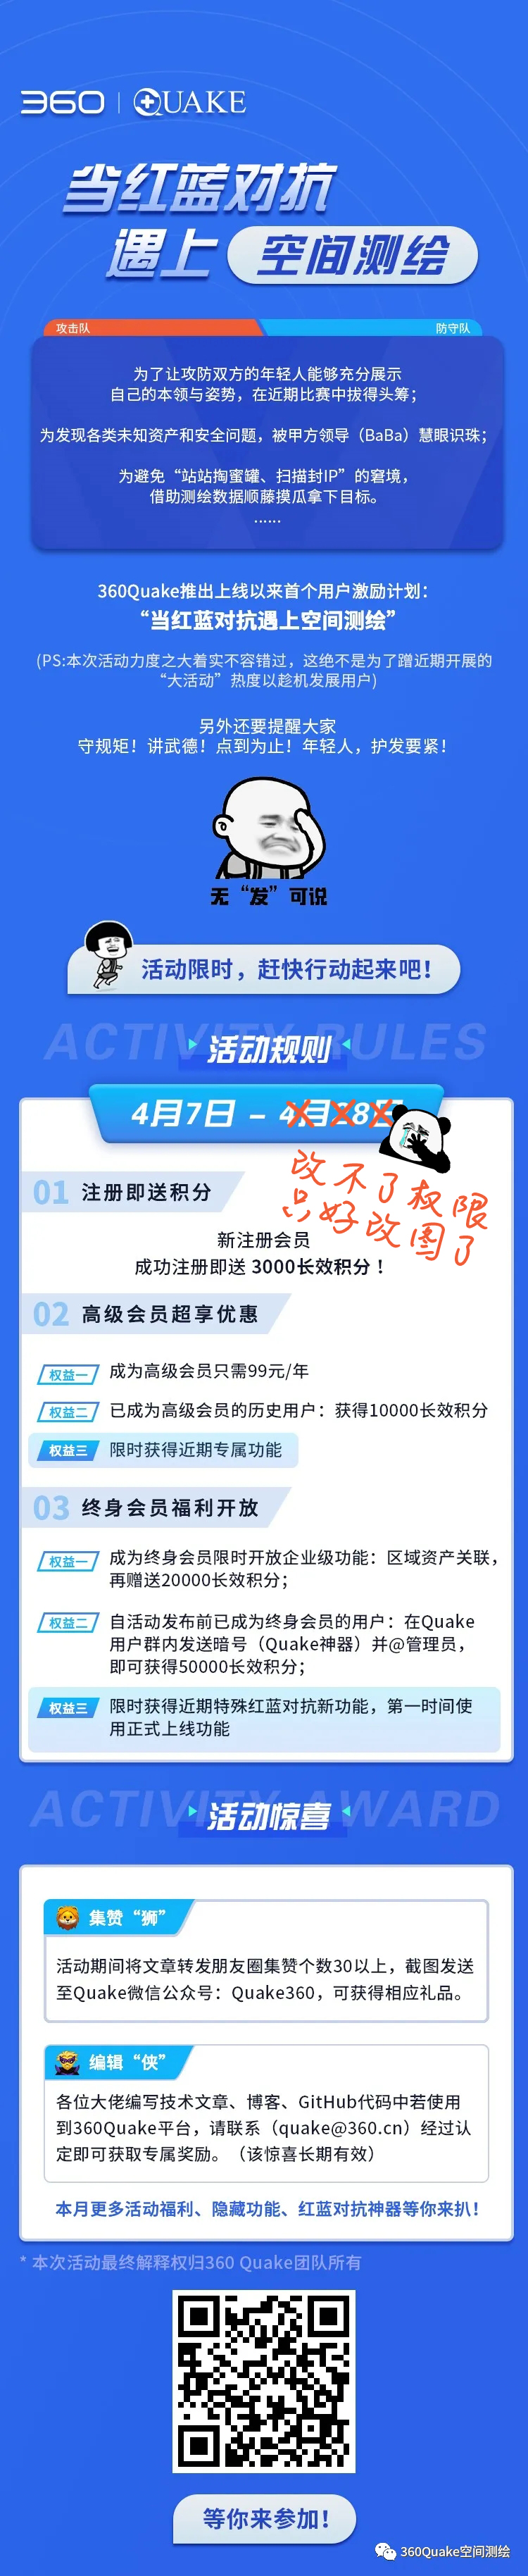 360 | QUAKE
当红蓝对抗
遇上 空间测绘
攻击队 防守队
为了让攻防双方的年轻人能够充分展示
自己的本领与姿势，在近期比赛中拔得头筹；
为发现各类未知资产和安全问题，被甲方领导（BaBa）慧眼识珠；
为避免“站站掏蜜罐、扫描封IP”的窘境，
借助测绘数据顺藤摸瓜拿下目标。
……
360Quake推出上线以来首个用户激励计划：
“当红蓝对抗遇上空间测绘”
(PS:本次活动力度之大着实不容错过，这绝不是为了蹭近期开展的
“大活动”热度以趁机发展用户)
另外还要提醒大家
守规矩！讲武德！点到为止！年轻人，护发要紧！
无“发”可说
活动限时，赶快行动起来吧！
ACTIVITY RULES
活动规则
4月7日 – 4月28日
改不了权限
只好改图了
01 注册即送积分
新注册会员
成功注册即送 3000长效积分！
02 高级会员超享优惠
权益一 成为高级会员只需99元/年
权益二 已成为高级会员的历史用户：获得10000长效积分
权益三 限时获得近期专属功能
03 终身会员福利开放
权益一 成为终身会员限时开放企业级功能：区域资产关联，
再赠送20000长效积分；
权益二 自活动发布前已成为终身会员的用户：在Quake
用户群内发送暗号（Quake神器）并@管理员，
即可获得50000长效积分；
权益三 限时获得近期特殊红蓝对抗新功能，第一时间使
用正式上线功能
ACTIVITY AWARD
活动惊喜
集赞“狮”
活动期间将文章转发朋友圈集赞个数30以上，截图发送
至Quake微信公众号：Quake360，可获得相应礼品。
编辑“侠”
各位大佬编写技术文章、博客、GitHub代码中若使用
到360Quake平台，请联系（quake@360.cn）经过认
定即可获取专属奖励。（该惊喜长期有效）
本月更多活动福利、隐藏功能、红蓝对抗神器等你来扒！
* 本次活动最终解释权归360 Quake团队所有
等你来参加！
360Quake空间测绘